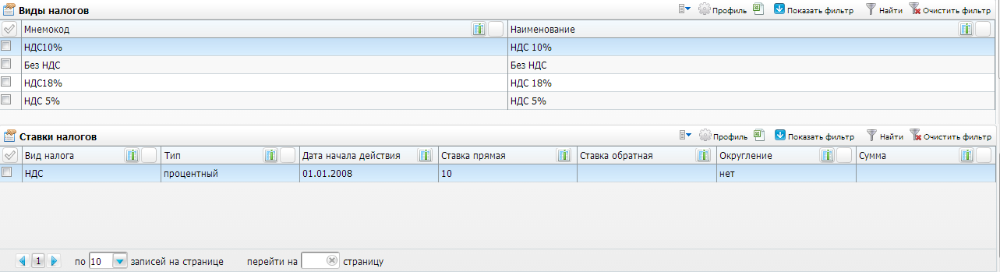 Виды налогов Профиль Показать фильтр Найти Очистить фильтр
Мнемокод Наименование
НДС10% НДС 10%
Без НДС Без НДС
НДС18% НДС 18%
НДС 5% НДС 5%
Ставки налогов Профиль Показать фильтр Найти Очистить фильтр
Вид налога Тип Дата начала действия Ставка прямая Ставка обратная Округление Сумма
НДС процентный 01.01.2008 10 нет
1 по 10 записей на странице перейти на страницу